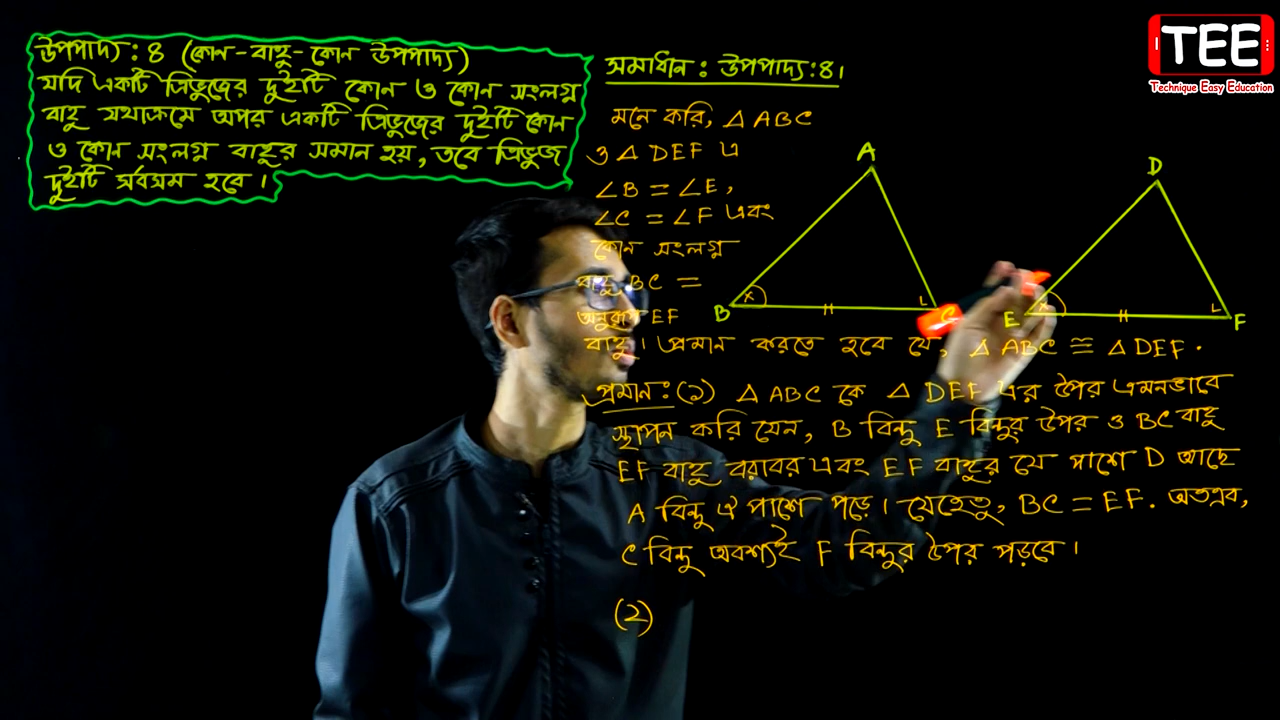 উপপাদ্য: ৪ (কোন-বাহু-কোন উপপাদ্য)
যদি একটি ত্রিভুজের দুইটি কোন ও কোন সংলগ্ন
বাহু যথাক্রমে অপর একটি ত্রিভুজের দুইটি কোন
ও কোন সংলগ্ন বাহুর সমান হয়, তবে ত্রিভুজ
দুইটি সর্বসম হবে।
সমাধান: উপপাদ্য:৪।
মনে করি, △ ABC
ও △ DEF এ
∠B = ∠E,
∠C = ∠F এবং
কোন সংলগ্ন
বাহু BC =
অনুরূপ EF
বাহু। প্রমান করতে হবে যে, △ ABC ≅ △ DEF.
প্রমান: (১) △ ABC কে △ DEF এর উপর এমনভাবে
স্থাপন করি যেন, B বিন্দু E বিন্দুর উপর ও BC বাহু
EF বাহু বরাবর এবং EF বাহুর যে পাশে D আছে
A বিন্দু ঐ পাশে পড়ে। যেহেতু, BC = EF. অতএব,
C বিন্দু অবশ্যই F বিন্দুর উপর পড়বে।
(২)
A
B
C
x
L
D
E
F
x
L
TEE
Technique Easy Education